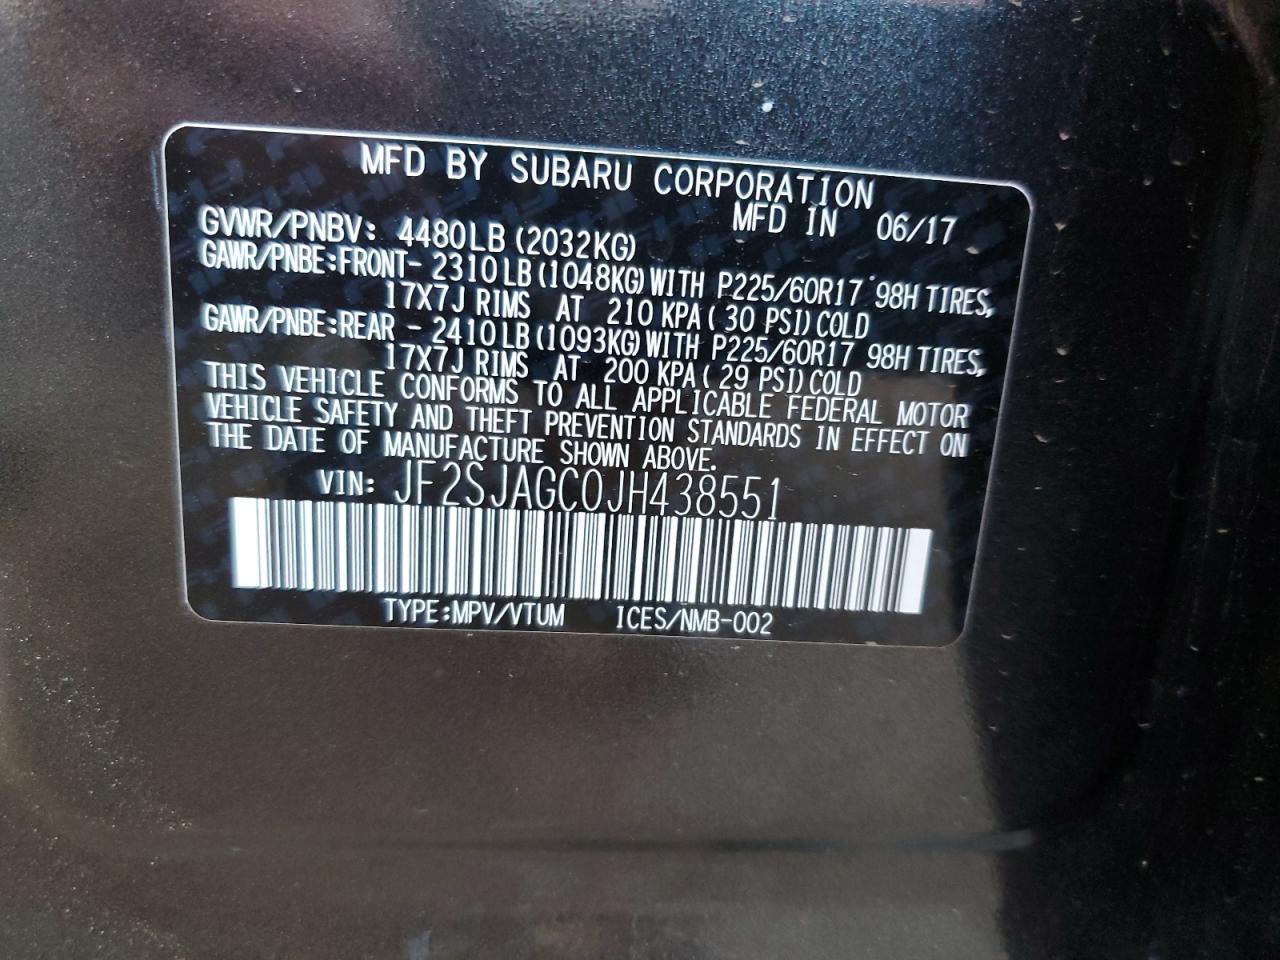 MFD BY SUBARU CORPORATION
MFD IN 06/17
GVWR/PNBV: 4480LB(2032KG)
GAWR/PNBE:FRONT- 2310LB(1048KG)WITH P225/60R17 98H TIRES,
17X7J RIMS AT 210 KPA(30 PSI)COLD
GAWR/PNBE:REAR - 2410LB(1093KG)WITH P225/60R17 98H TIRES,
17X7J RIMS AT 200 KPA(29 PSI)COLD
THIS VEHICLE CONFORMS TO ALL APPLICABLE FEDERAL MOTOR
VEHICLE SAFETY AND THEFT PREVENTION STANDARDS IN EFFECT ON
THE DATE OF MANUFACTURE SHOWN ABOVE.
VIN: JF2SJAGC0JH438551
TYPE:MPV/VTUM ICES/NMB-002